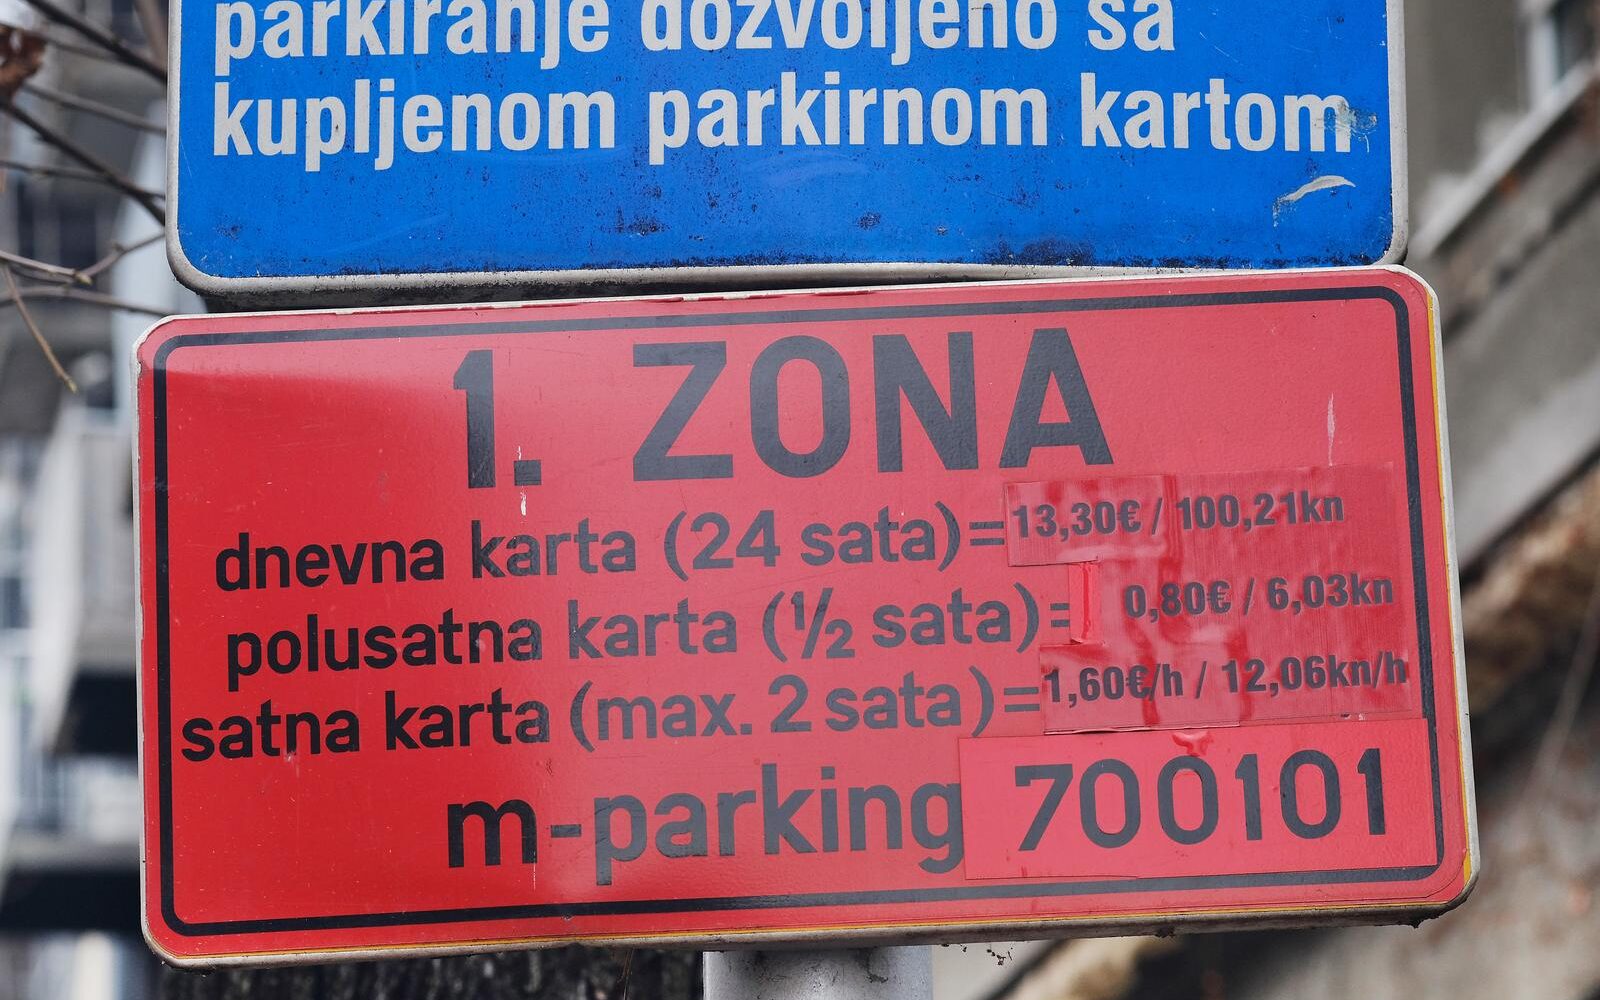 parkiranje dozvoljeno sa
kupljenom parkirnom kartom
1. ZONA
dnevna karta (24 sata)=13,30€ / 100,21kn
polusatna karta (½ sata)= 0,80€ / 6,03kn
satna karta (max. 2 sata)=1,60€/h / 12,06kn/h
m-parking 700101